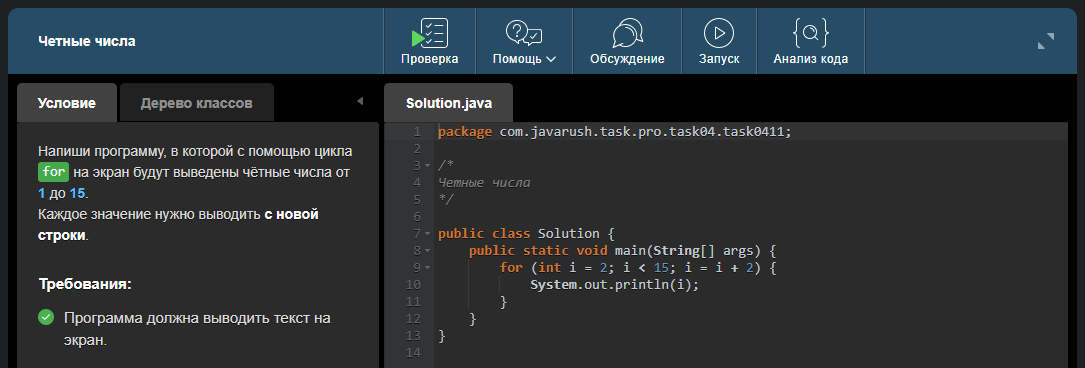 Четные числа
Проверка
Помощь
Обсуждение
Запуск
Анализ кода
Условие
Дерево классов
Напиши программу, в которой с помощью цикла
for на экран будут выведены чётные числа от
1 до 15.
Каждое значение нужно выводить с новой
строки.
Требования:
Программа должна выводить текст на
экран.
Solution.java
1 package com.javarush.task.pro.task04.task0411;
2
3 /*
4 Четные числа
5 */
6
7 public class Solution {
8     public static void main(String[] args) {
9         for (int i = 2; i < 15; i = i + 2) {
10             System.out.println(i);
11         }
12     }
13 }
14